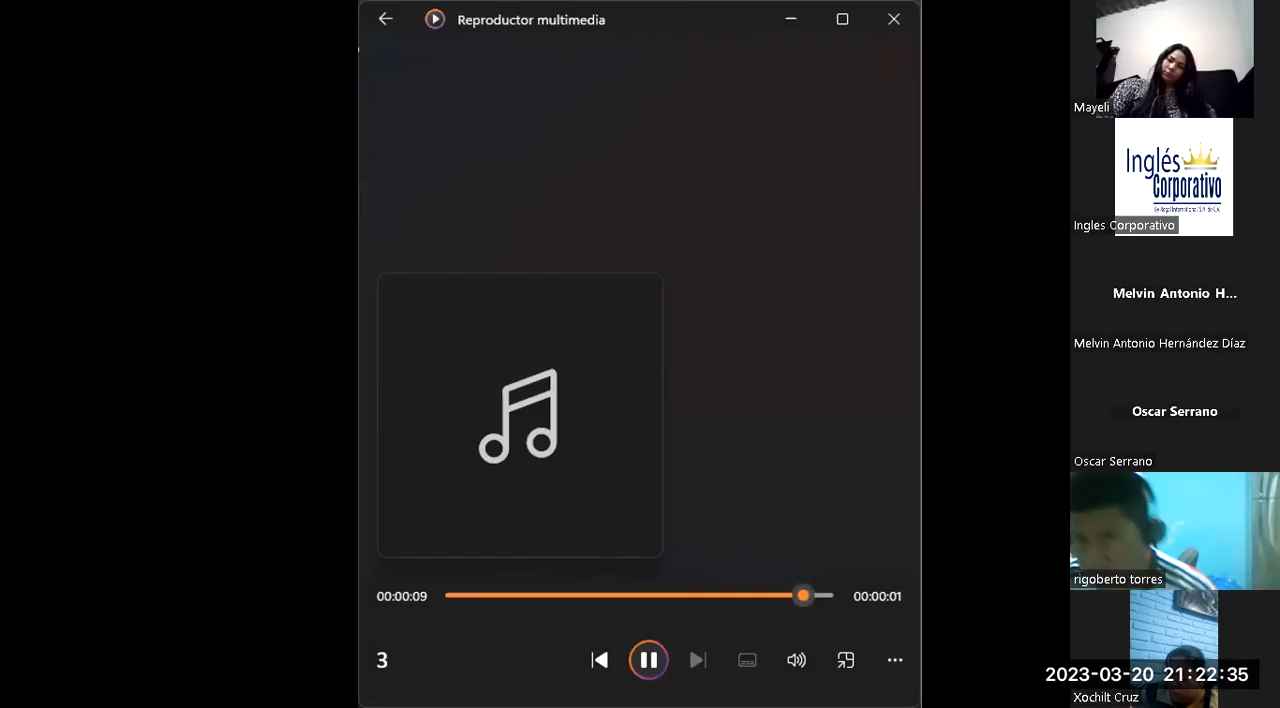 Reproductor multimedia
00:00:09
00:00:01
3
Mayeli
Inglés
Corporativo
Ingles Corporativo
Melvin Antonio H...
Melvin Antonio Hernández Díaz
Oscar Serrano
Oscar Serrano
rigoberto torres
2023-03-20 21:22:35
Xochilt Cruz